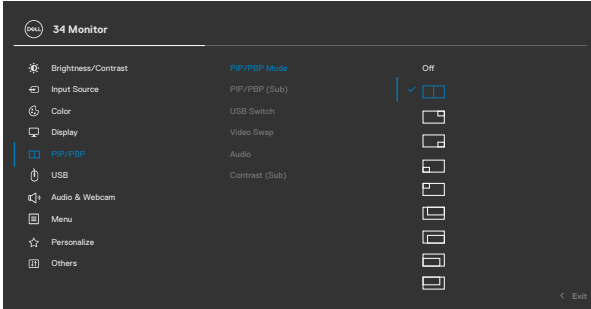 DELL
34 Monitor
Brightness/Contrast
Input Source
Color
Display
PIP/PBP
USB
Audio & Webcam
Menu
Personalize
Others
PIP/PBP Mode
PIP/PBP (Sub)
USB Switch
Video Swap
Audio
Contrast (Sub)
Off
Exit